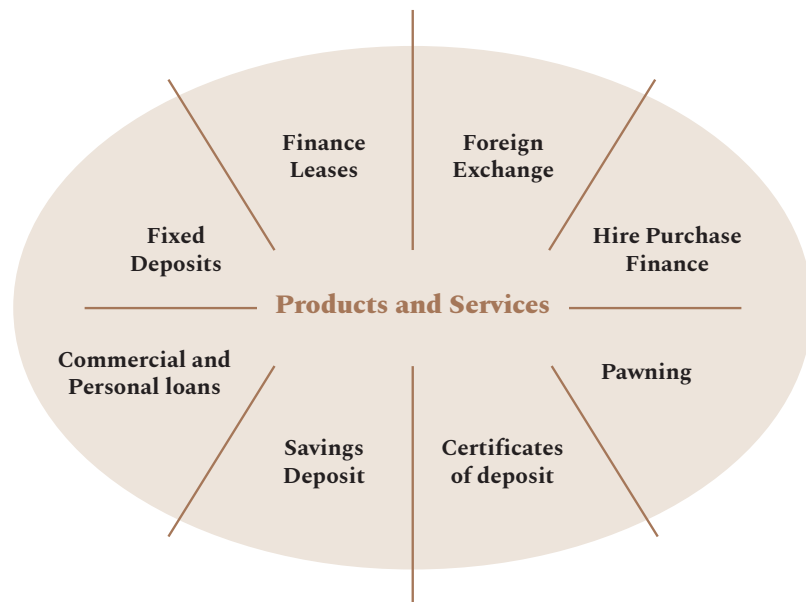 Finance
Leases
Foreign
Exchange
Fixed
Deposits
Hire Purchase
Finance
Products and Services
Commercial and
Personal loans
Pawning
Savings
Deposit
Certificates
of deposit